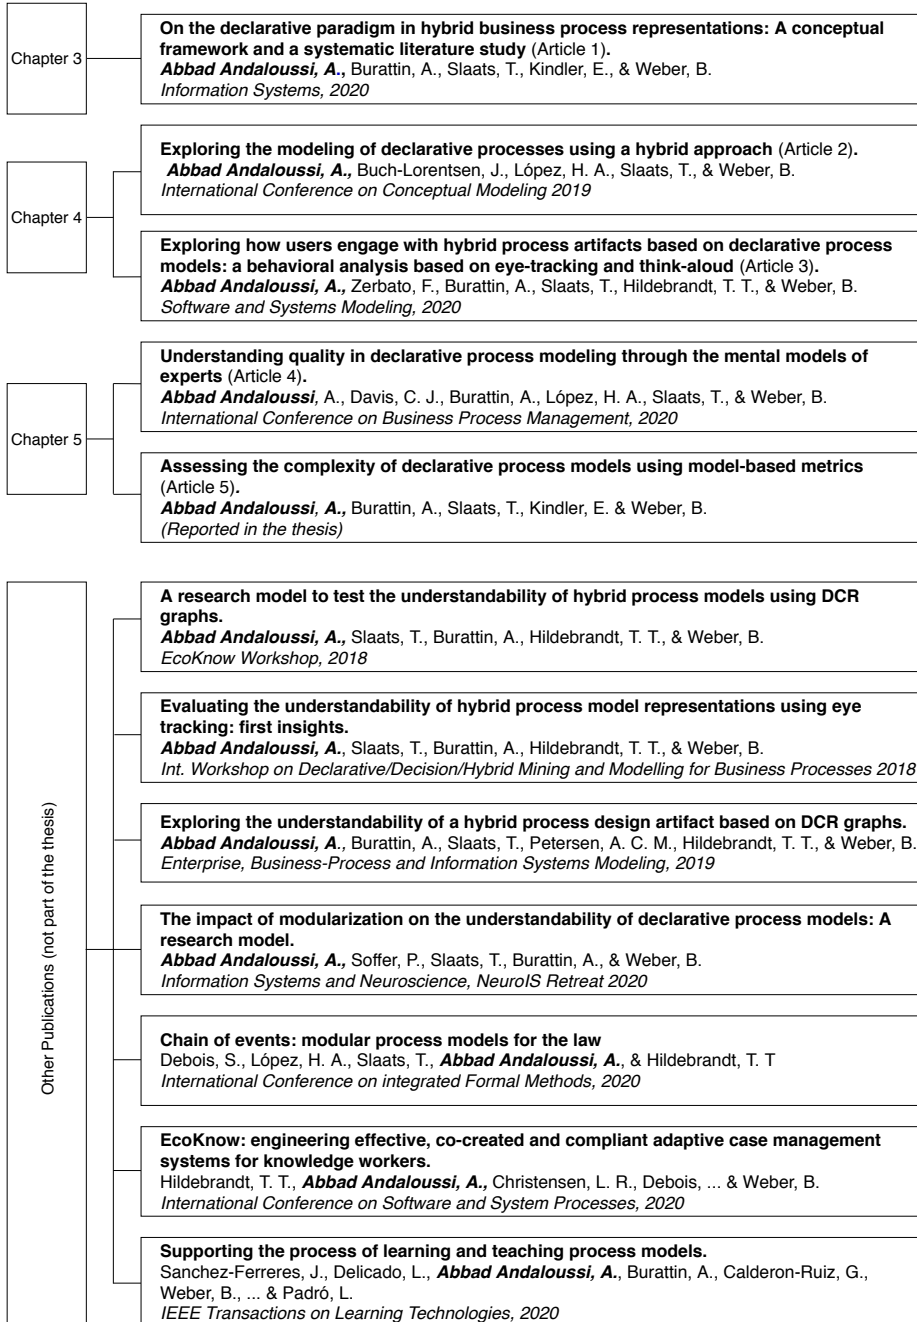 Chapter 3
On the declarative paradigm in hybrid business process representations: A conceptual
framework and a systematic literature study (Article 1).
Abbad Andaloussi, A., Burattin, A., Slaats, T., Kindler, E., & Weber, B.
Information Systems, 2020
Chapter 4
Exploring the modeling of declarative processes using a hybrid approach (Article 2).
Abbad Andaloussi, A., Buch-Lorentsen, J., López, H. A., Slaats, T., & Weber, B.
International Conference on Conceptual Modeling 2019
Exploring how users engage with hybrid process artifacts based on declarative process
models: a behavioral analysis based on eye-tracking and think-aloud (Article 3).
Abbad Andaloussi, A., Zerbato, F., Burattin, A., Slaats, T., Hildebrandt, T. T., & Weber, B.
Software and Systems Modeling, 2020
Chapter 5
Understanding quality in declarative process modeling through the mental models of
experts (Article 4).
Abbad Andaloussi, A., Davis, C. J., Burattin, A., López, H. A., Slaats, T., & Weber, B.
International Conference on Business Process Management, 2020
Assessing the complexity of declarative process models using model-based metrics
(Article 5).
Abbad Andaloussi, A., Burattin, A., Slaats, T., Kindler, E. & Weber, B.
(Reported in the thesis)
Other Publications (not part of the thesis)
A research model to test the understandability of hybrid process models using DCR
graphs.
Abbad Andaloussi, A., Slaats, T., Burattin, A., Hildebrandt, T. T., & Weber, B.
EcoKnow Workshop, 2018
Evaluating the understandability of hybrid process model representations using eye
tracking: first insights.
Abbad Andaloussi, A., Slaats, T., Burattin, A., Hildebrandt, T. T., & Weber, B.
Int. Workshop on Declarative/Decision/Hybrid Mining and Modelling for Business Processes 2018
Exploring the understandability of a hybrid process design artifact based on DCR graphs.
Abbad Andaloussi, A., Burattin, A., Slaats, T., Petersen, A. C. M., Hildebrandt, T. T., & Weber, B.
Enterprise, Business-Process and Information Systems Modeling, 2019
The impact of modularization on the understandability of declarative process models: A
research model.
Abbad Andaloussi, A., Soffer, P., Slaats, T., Burattin, A., & Weber, B.
Information Systems and Neuroscience, NeuroIS Retreat 2020
Chain of events: modular process models for the law
Debois, S., López, H. A., Slaats, T., Abbad Andaloussi, A., & Hildebrandt, T. T
International Conference on integrated Formal Methods, 2020
EcoKnow: engineering effective, co-created and compliant adaptive case management
systems for knowledge workers.
Hildebrandt, T. T., Abbad Andaloussi, A., Christensen, L. R., Debois, ... & Weber, B.
International Conference on Software and System Processes, 2020
Supporting the process of learning and teaching process models.
Sanchez-Ferreres, J., Delicado, L., Abbad Andaloussi, A., Burattin, A., Calderon-Ruiz, G.,
Weber, B., ... & Padró, L.
IEEE Transactions on Learning Technologies, 2020